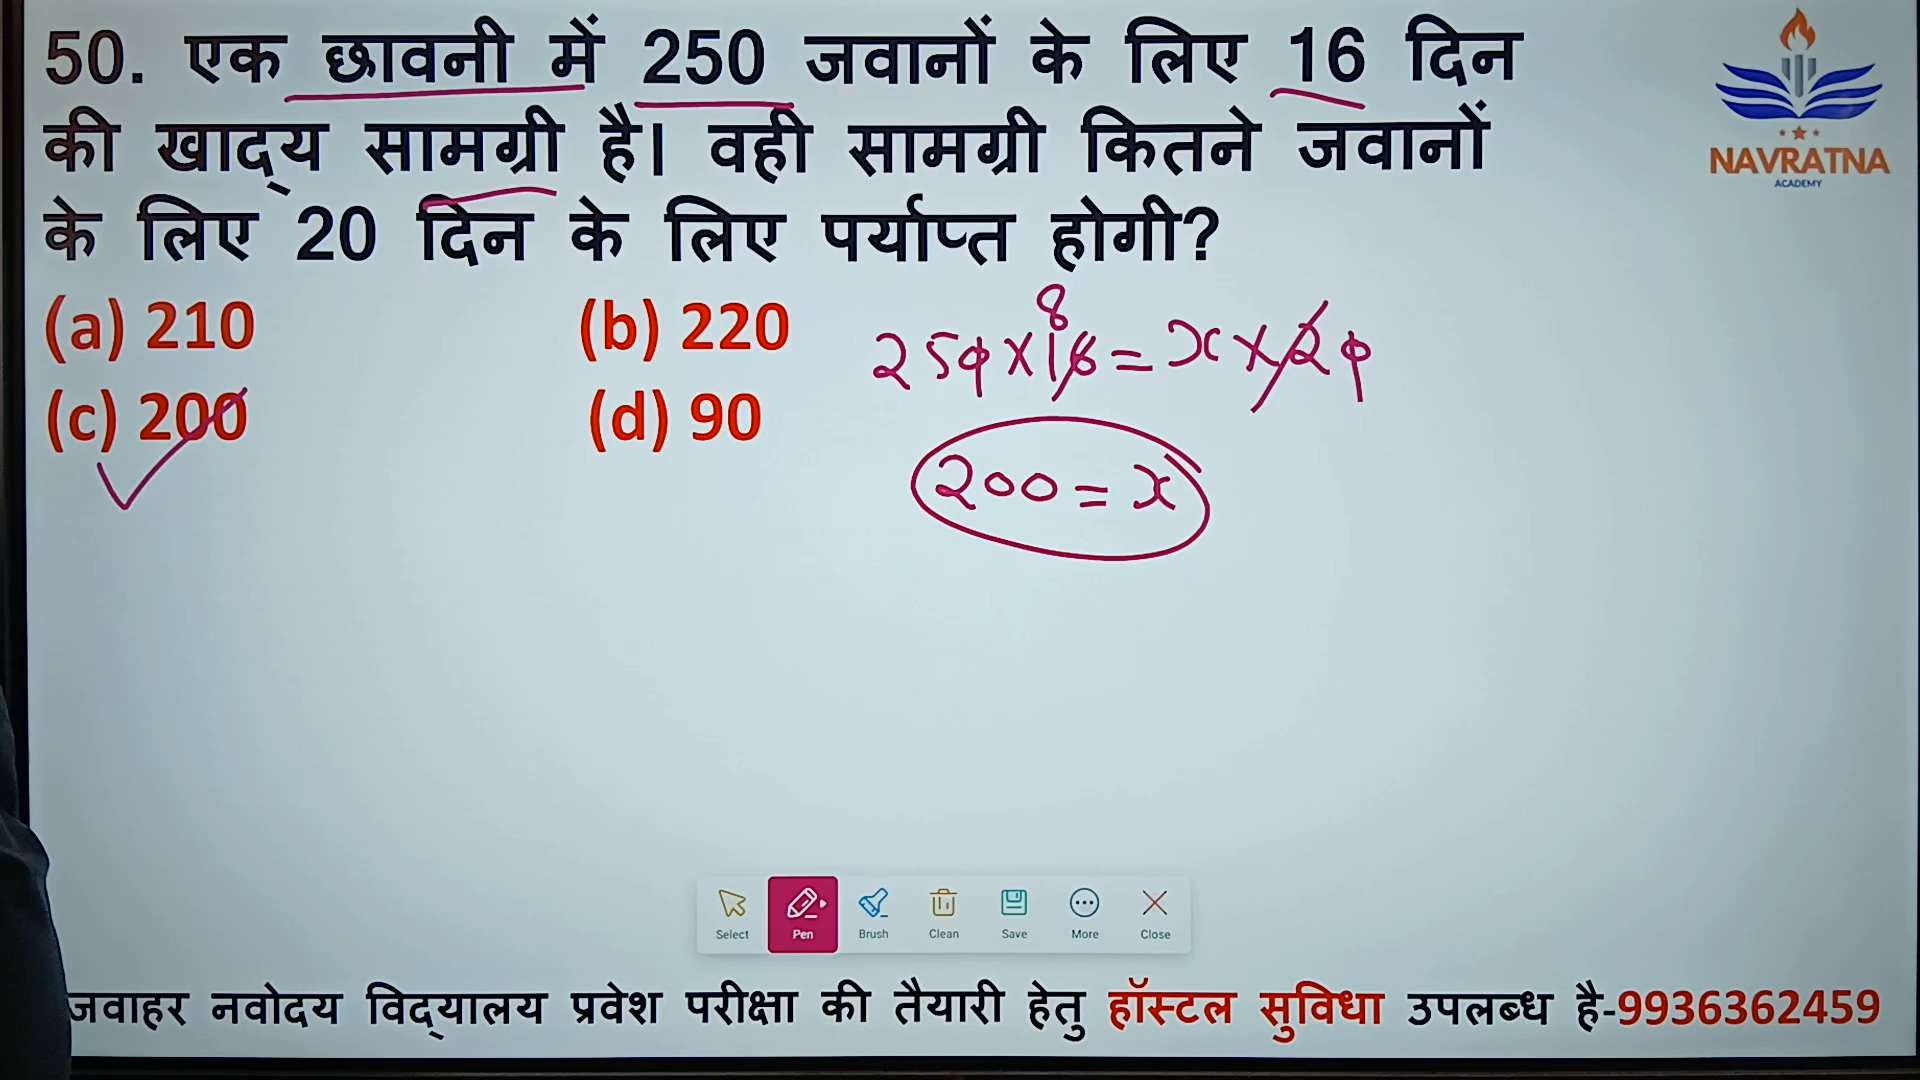 50. एक छावनी में 250 जवानों के लिए 16 दिन
की खाद्य सामग्री है। वही सामग्री कितने जवानों
के लिए 20 दिन के लिए पर्याप्त होगी?
(a) 210 (b) 220
(c) 200 (d) 90
8
250×16=x×20
200=x
NAVRATNA
ACADEMY
Select Pen Brush Clean Save More Close
जवाहर नवोदय विद्यालय प्रवेश परीक्षा की तैयारी हेतु हॉस्टल सुविधा उपलब्ध है-9936362459